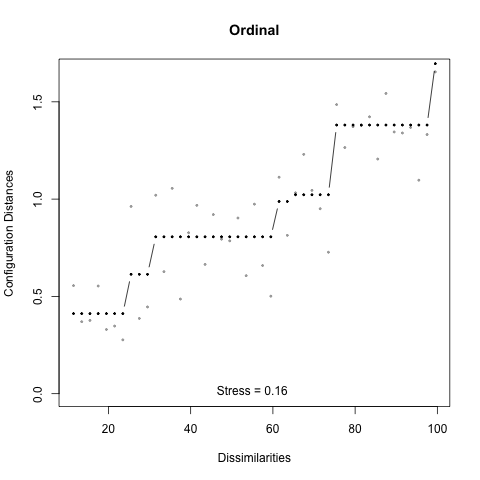 Ordinal
Configuration Distances
1.5
1.0
0.5
0.0
Stress = 0.16
20 40 60 80 100
Dissimilarities